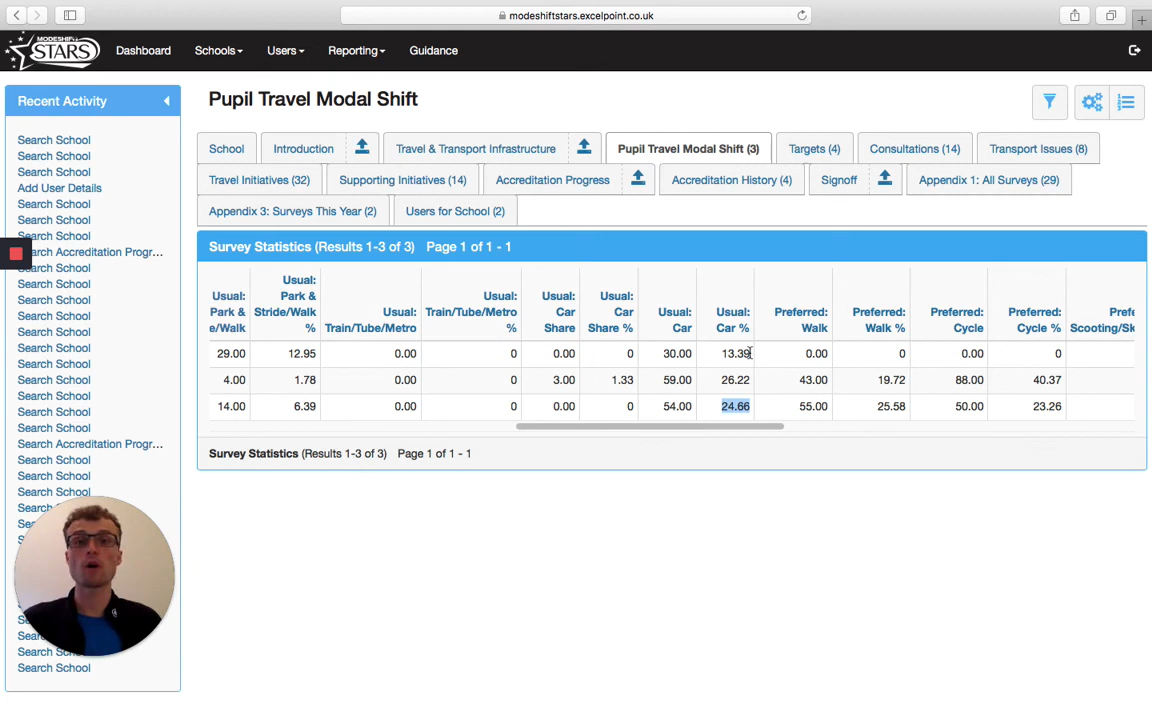 modeshiftstars.excelpoint.co.uk
MODESHIFT STARS
Dashboard
Schools
Users
Reporting
Guidance
Recent Activity
Search School
Search School
Search School
Add User Details
Search School
Search School
Search School
Search Accreditation Progr...
Search School
Search School
Search School
Search School
Search School
Search School
Search School
Search School
Search School
Search School
Search School
Search Accreditation Progr...
Search School
Search School
Search School
Search School
Pupil Travel Modal Shift
School
Introduction
Travel & Transport Infrastructure
Pupil Travel Modal Shift (3)
Targets (4)
Consultations (14)
Transport Issues (8)
Travel Initiatives (32)
Supporting Initiatives (14)
Accreditation Progress
Accreditation History (4)
Signoff
Appendix 1: All Surveys (29)
Appendix 3: Surveys This Year (2)
Users for School (2)
Survey Statistics (Results 1-3 of 3) Page 1 of 1 - 1
Usual: Park & e/Walk
Usual: Park & Stride/Walk %
Usual: Train/Tube/Metro
Usual: Train/Tube/Metro %
Usual: Car Share
Usual: Car Share %
Usual: Car
Usual: Car %
Preferred: Walk
Preferred: Walk %
Preferred: Cycle
Preferred: Cycle %
Prefe Scooting/Sk
29.00 12.95 0.00 0 0.00 0 30.00 13.39 0.00 0 0.00 0
4.00 1.78 0.00 0 3.00 1.33 59.00 26.22 43.00 19.72 88.00 40.37
14.00 6.39 0.00 0 0.00 0 54.00 24.66 55.00 25.58 50.00 23.26
Survey Statistics (Results 1-3 of 3) Page 1 of 1 - 1